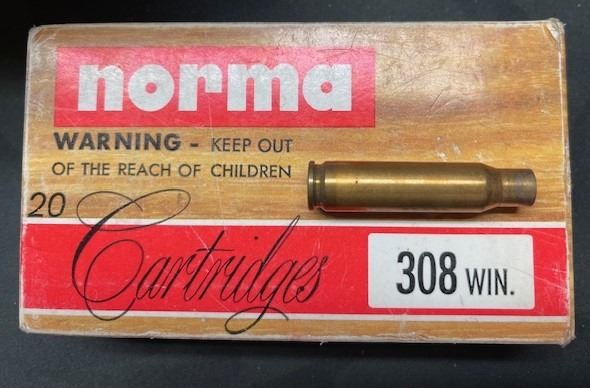 norma
WARNING - KEEP OUT
OF THE REACH OF CHILDREN
20
Cartridges
308 WIN.